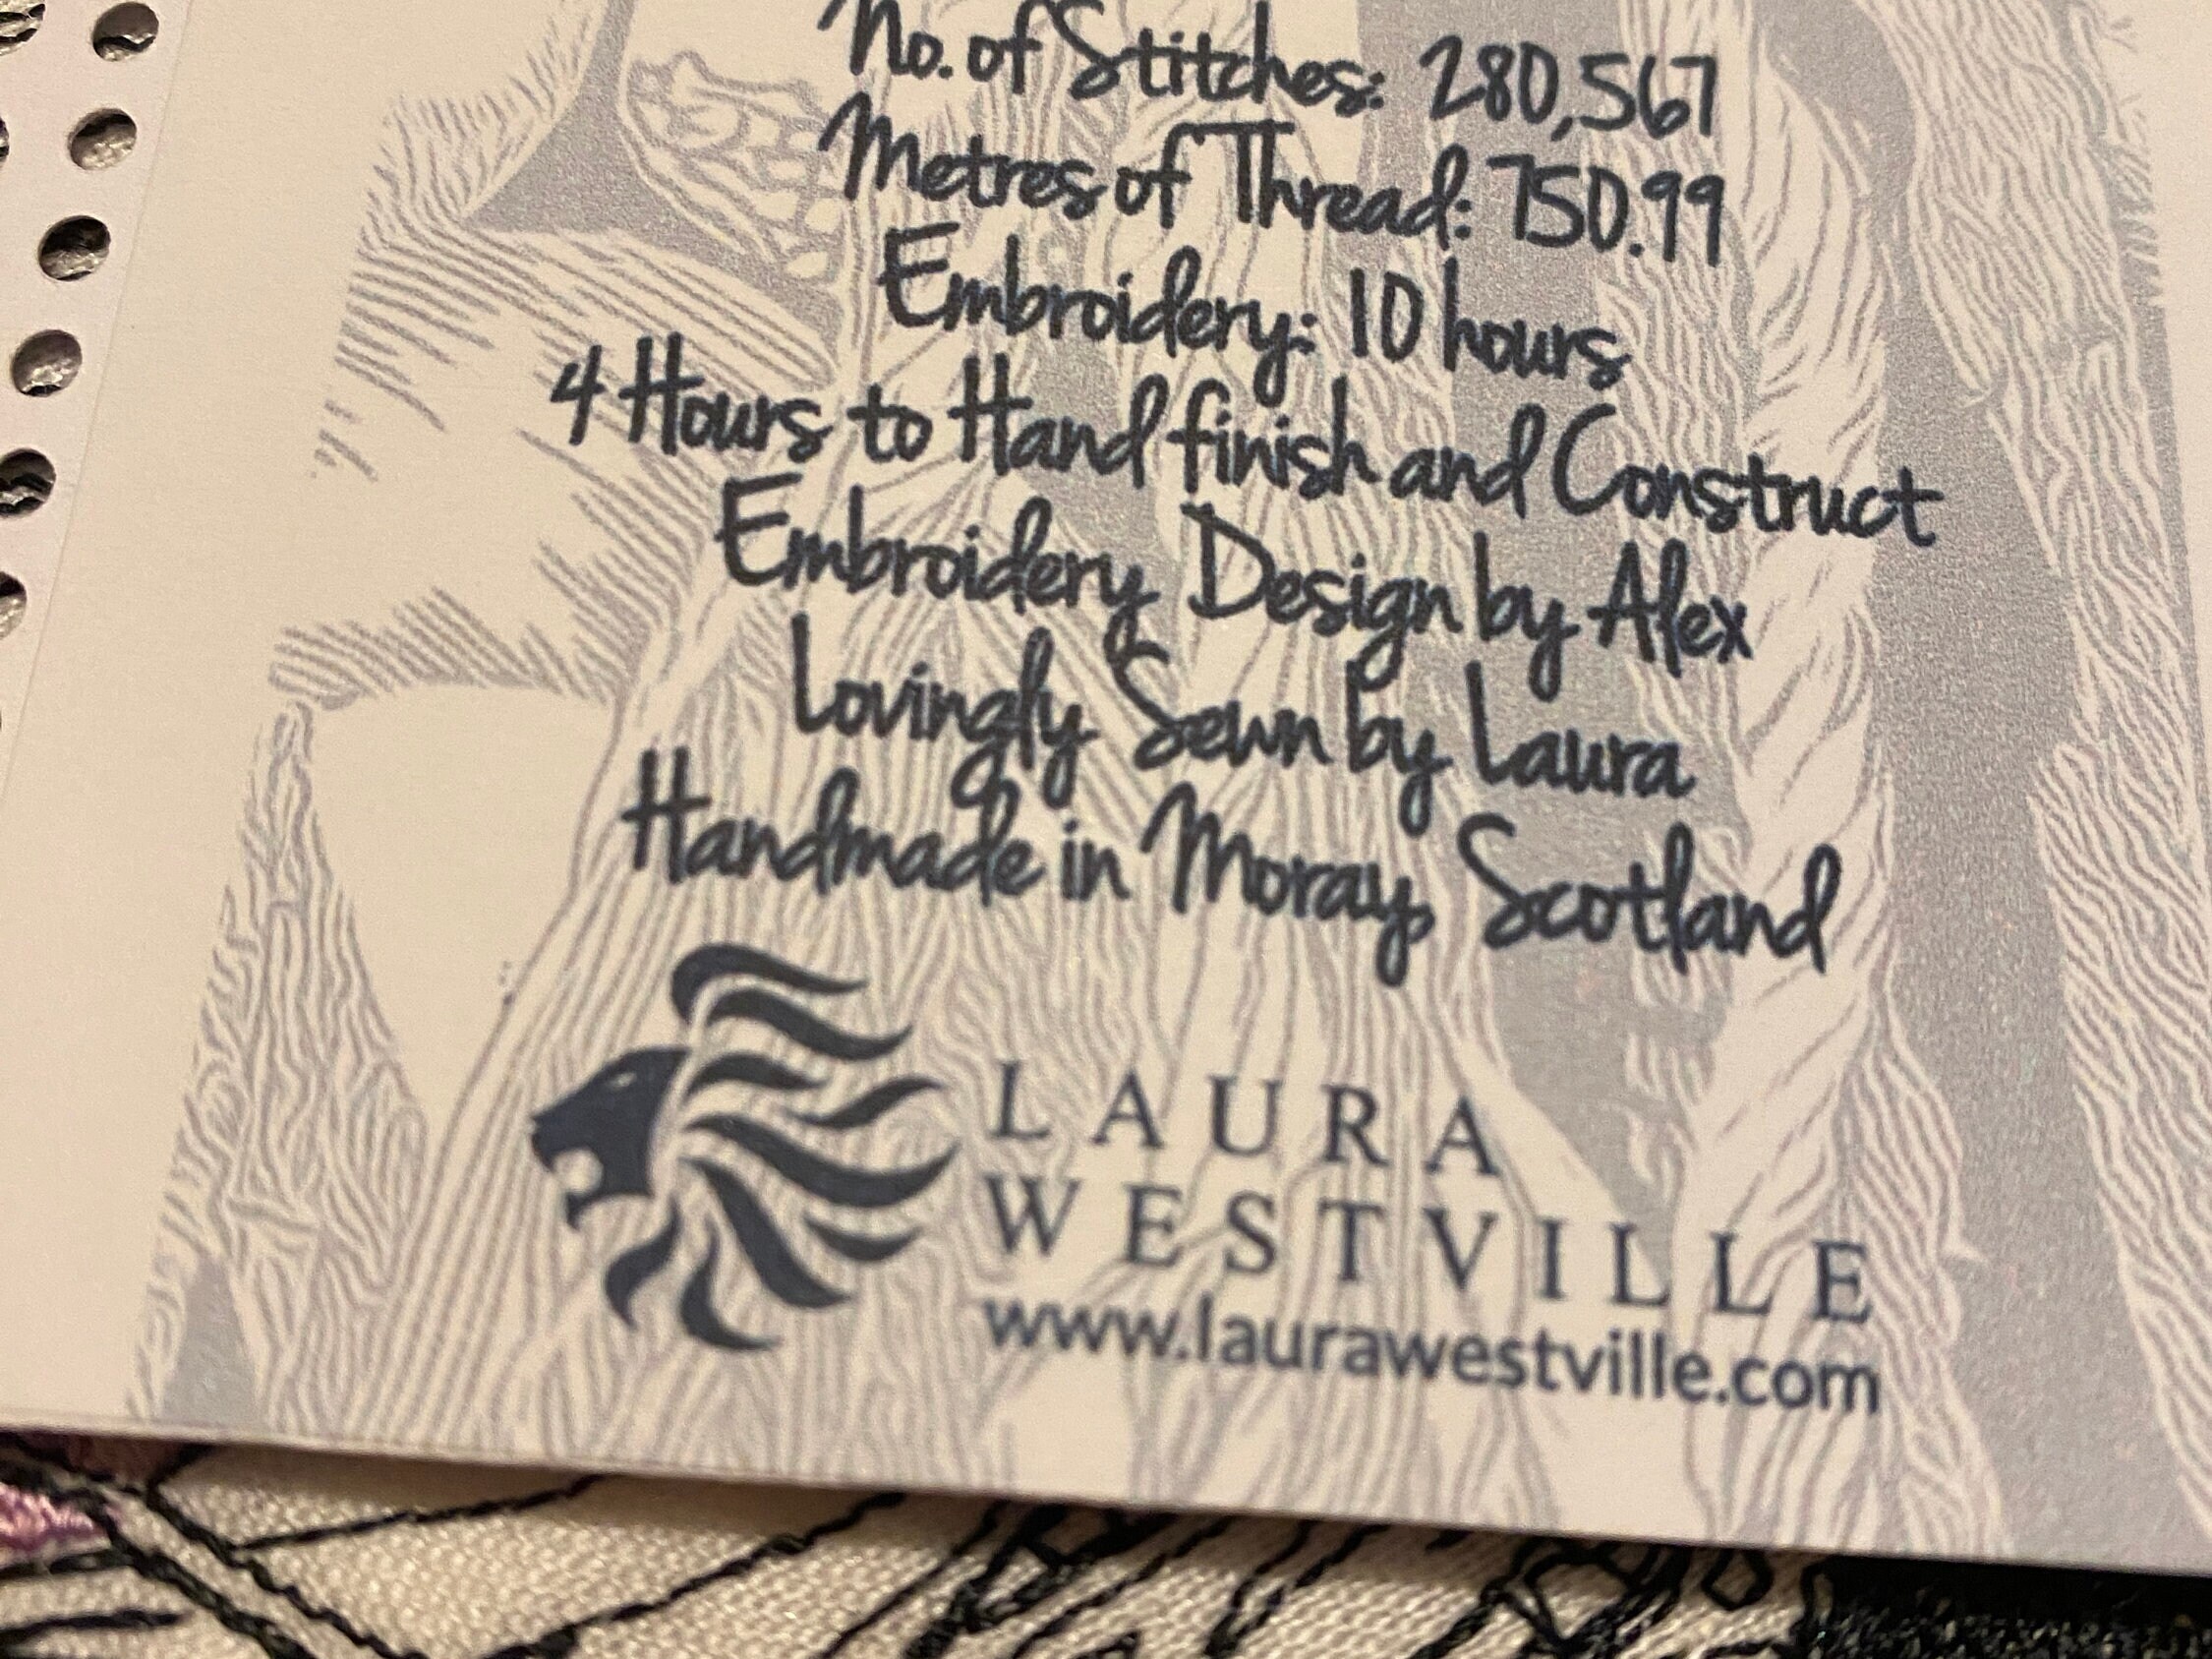 No. of Stitches: 280,567
Metres of Thread: 750.99
Embroidery: 10 hours
4 Hours to Hand finish and Construct
Embroidery Design by Alex
Lovingly Sewn by Laura
Handmade in Moray, Scotland
LAURA
WESTVILLE
www.laurawestville.com